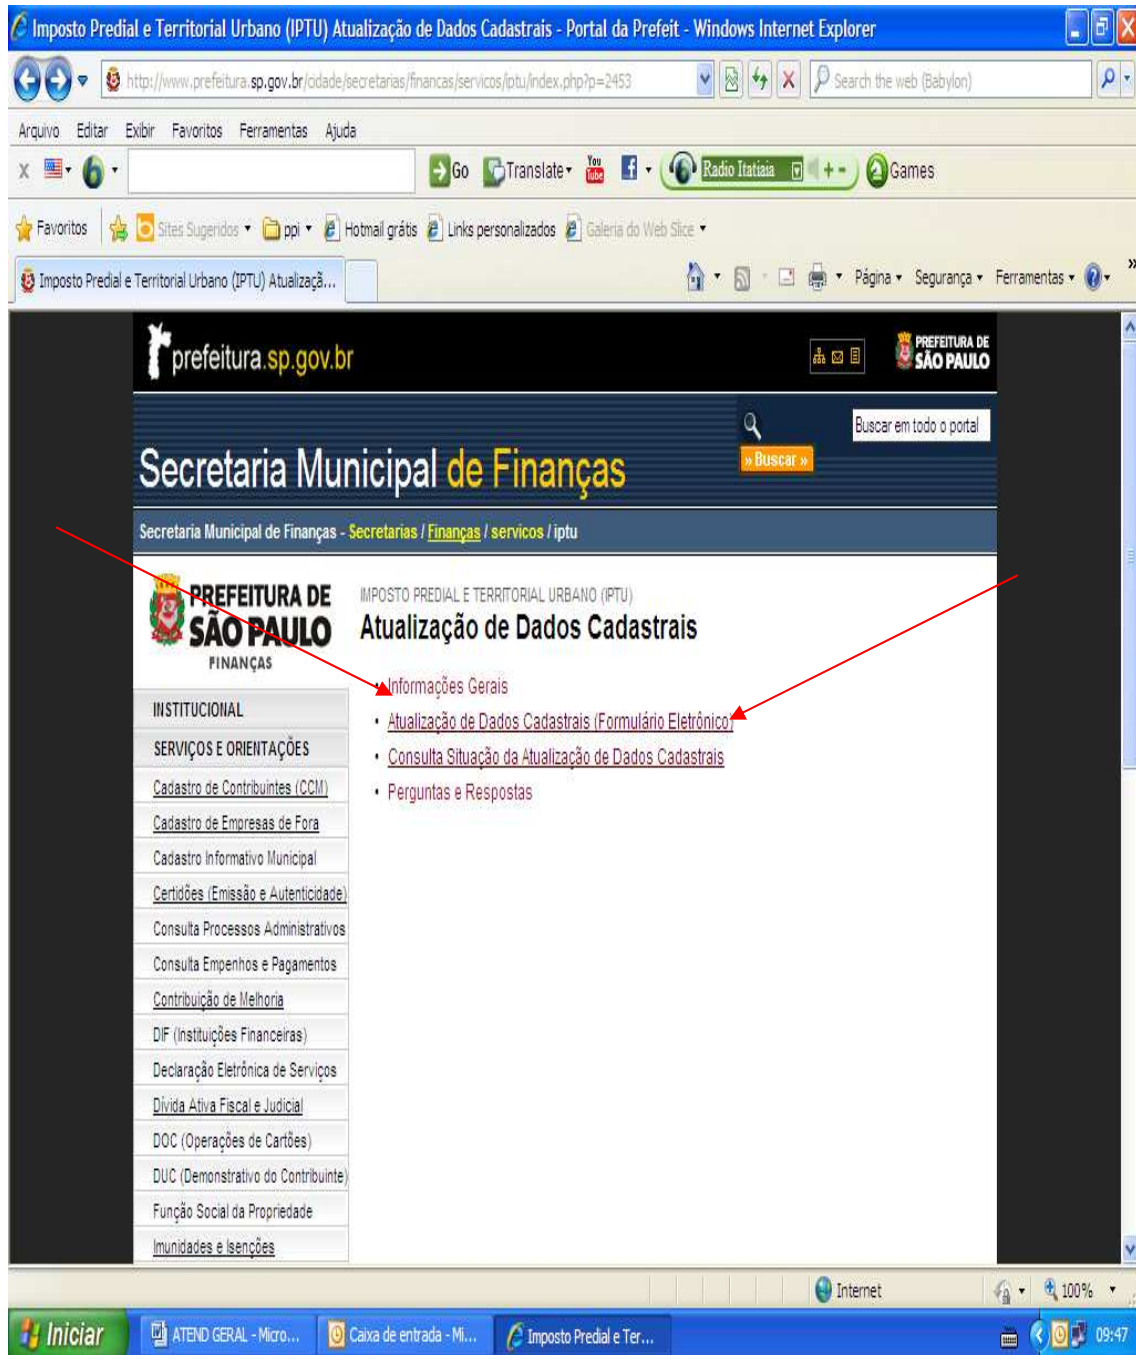 Imposto Predial e Territorial Urbano (IPTU) Atualização de Dados Cadastrais - Portal da Prefeit - Windows Internet Explorer
http://www.prefeitura.sp.gov.br/cidade/secretarias/financas/servicos/iptu/index.php?p=2453
Search the web (Babylon)
Arquivo Editar Exibir Favoritos Ferramentas Ajuda
X Go Translate You Tube f Radio Itatiaia + - Games
Favoritos Sites Sugeridos ppi Hotmail grátis Links personalizados Galeria do Web Slice
Imposto Predial e Territorial Urbano (IPTU) Atualizaçã...
Página Segurança Ferramentas »
prefeitura.sp.gov.br
PREFEITURA DE
SÃO PAULO
Buscar em todo o portal
» Buscar »
Secretaria Municipal de Finanças
Secretaria Municipal de Finanças - Secretarias / Finanças / servicos / iptu
PREFEITURA DE
SÃO PAULO
FINANÇAS
IMPOSTO PREDIAL E TERRITORIAL URBANO (IPTU)
Atualização de Dados Cadastrais
• Informações Gerais
• Atualização de Dados Cadastrais (Formulário Eletrônico)
• Consulta Situação da Atualização de Dados Cadastrais
• Perguntas e Respostas
INSTITUCIONAL
SERVIÇOS E ORIENTAÇÕES
Cadastro de Contribuintes (CCM)
Cadastro de Empresas de Fora
Cadastro Informativo Municipal
Certidões (Emissão e Autenticidade)
Consulta Processos Administrativos
Consulta Empenhos e Pagamentos
Contribuição de Melhoria
DIF (Instituições Financeiras)
Declaração Eletrônica de Serviços
Dívida Ativa Fiscal e Judicial
DOC (Operações de Cartões)
DUC (Demonstrativo do Contribuinte)
Função Social da Propriedade
Imunidades e Isenções
Internet 100%
Iniciar ATEND GERAL - Micro... Caixa de entrada - Mi... Imposto Predial e Ter... 09:47